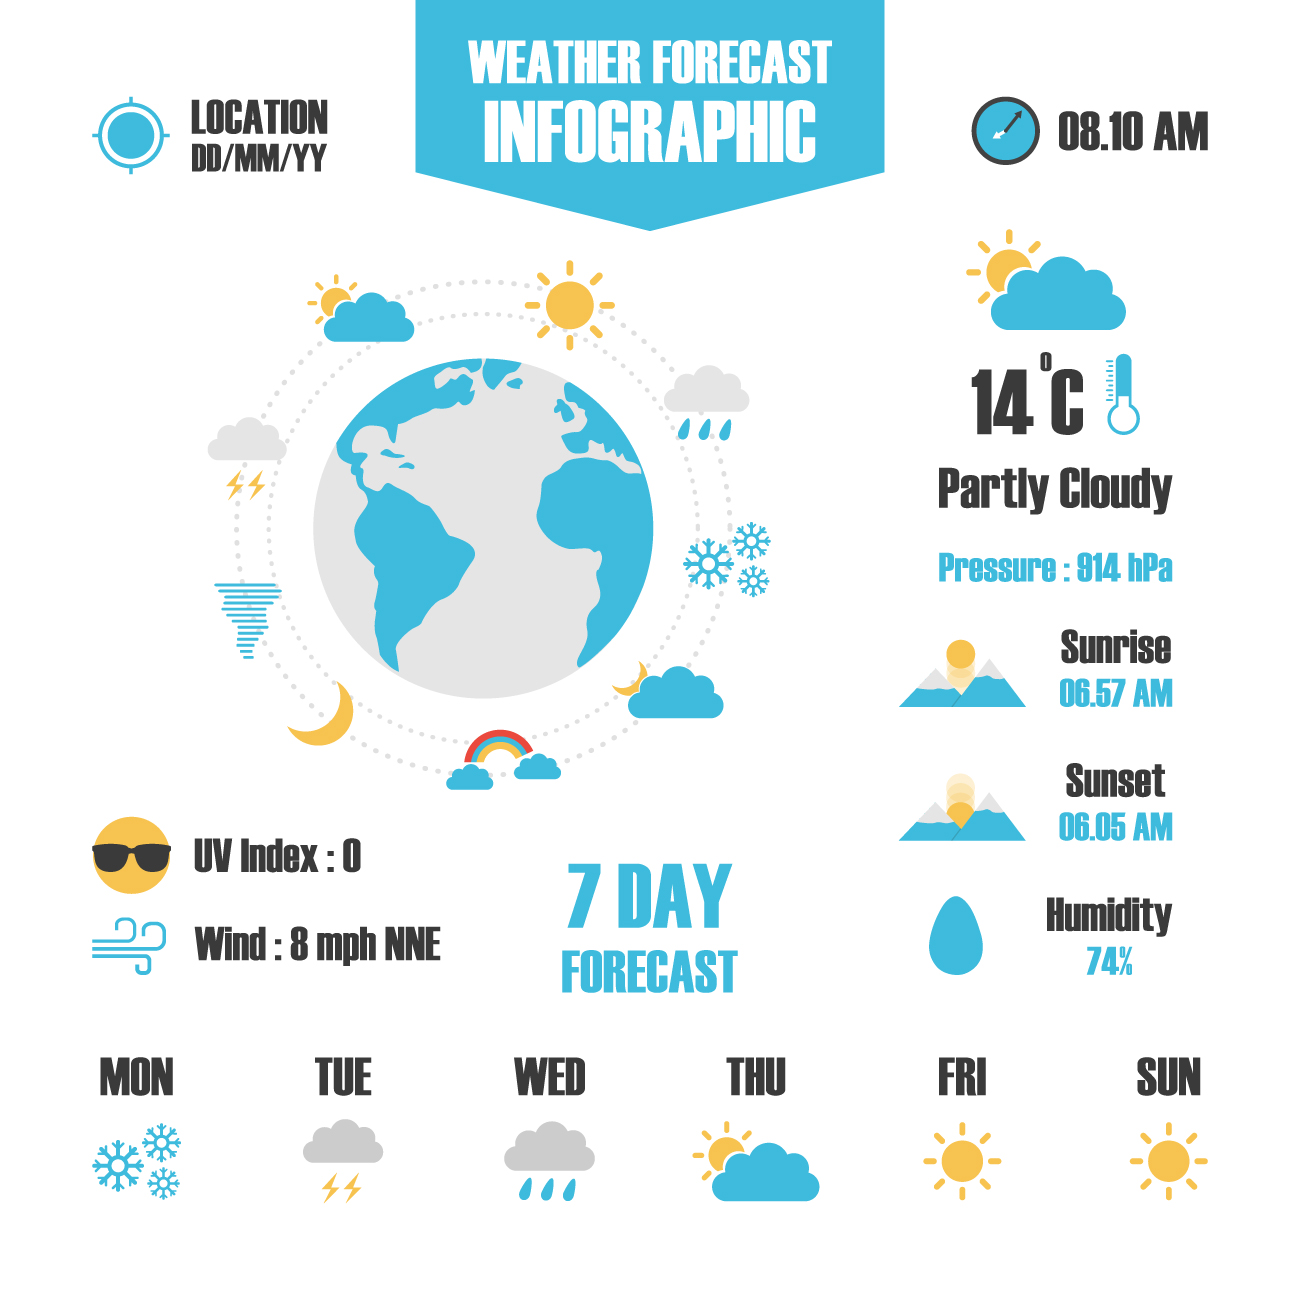 WEATHER FORECAST
INFOGRAPHIC
LOCATION
DD/MM/YY
08.10 AM
14°C
Partly Cloudy
Pressure : 914 hPa
Sunrise
06.57 AM
Sunset
06.05 AM
Humidity
74%
UV Index : 0
Wind : 8 mph NNE
7 DAY
FORECAST
MON TUE WED THU FRI SUN